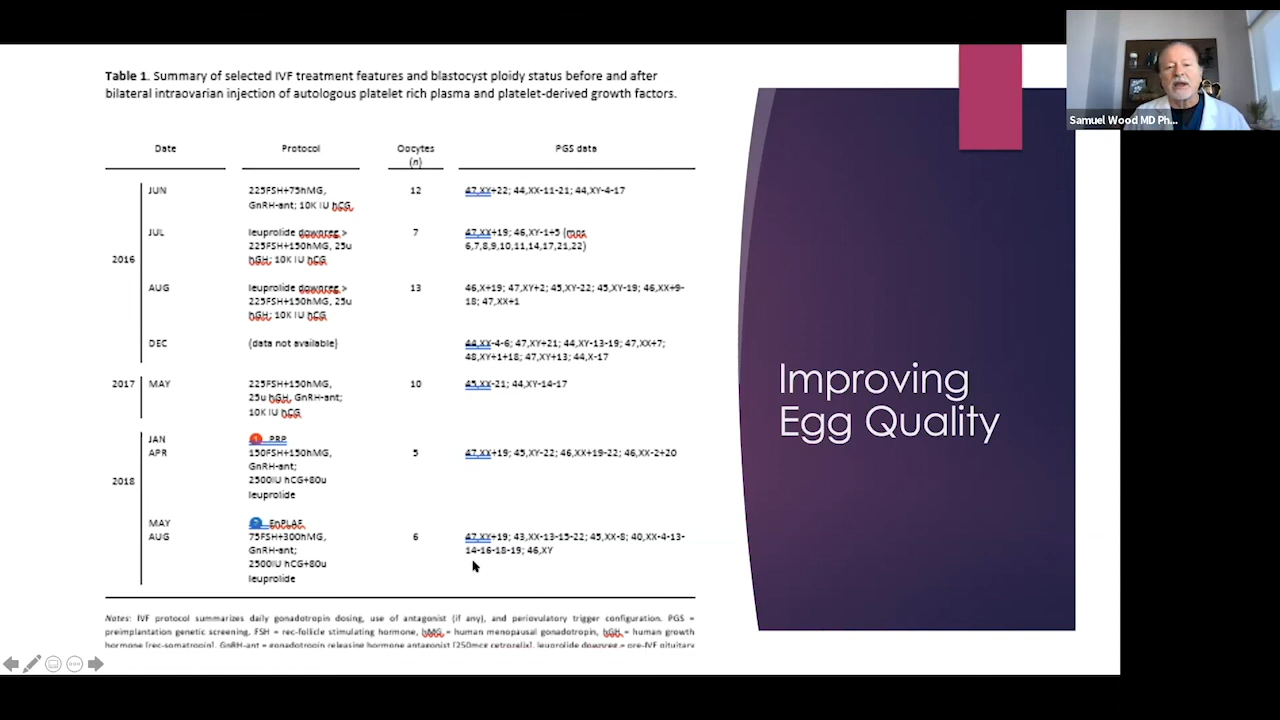 Samuel Wood MD Ph...
Table 1. Summary of selected IVF treatment features and blastocyst ploidy status before and after
bilateral intraovarian injection of autologous platelet rich plasma and platelet-derived growth factors.
Date Protocol Oocytes (n) PGS data
2016
JUN 225FSH+75hMG, 12 47,XY+22; 44,XX-11-21; 44,XY-4-17
GnRH-ant; 10K IU hCG
JUL leuprolide downreg > 7 47,XX+19; 46,XY-1+5 (mos
225FSH+150hMG, 25u 6,7,8,9,10,11,14,17,21,22)
hGH; 10K IU hCG
AUG leuprolide downreg > 13 46,X+19; 47,XY+2; 45,XY-22; 45,XY-19; 46,XX+9-
225FSH+150hMG, 25u 18; 47,XX+1
hGH; 10K IU hCG
DEC (data not available) 44,XX-4-6; 47,XY+21; 44,XY-13-19; 47,XX+7;
48,XY+1+18; 47,XY+13; 44,X-17
2017
MAY 225FSH+150hMG, 10 45,XX-21; 44,XY-14-17
25u hGH, GnRH-ant;
10K IU hCG
2018
JAN 1 PRP
APR 150FSH+150hMG, 5 47,XX+19; 45,XY-22; 46,XX+19-22; 46,XX-2+20
GnRH-ant;
2500IU hCG+80u
leuprolide
MAY 2 EnPLAF
AUG 75FSH+300hMG, 6 47,XY+19; 43,XX-13-15-22; 45,XX-8; 40,XX-4-13-
GnRH-ant; 14-16-18-19; 46,XY
2500IU hCG+80u
leuprolide
Notes: IVF protocol summarizes daily gonadotropin dosing, use of antagonist (if any), and periovulatory trigger configuration. PGS =
preimplantation genetic screening, FSH = rec-follicle stimulating hormone, hMG = human menopausal gonadotropin, hGH = human growth
hormone [rec-somatropin], GnRH-ant = gonadotropin releasing hormone antagonist [250mcg cetrorelix], leuprolide downreg = pre-IVF pituitary
Improving
Egg Quality